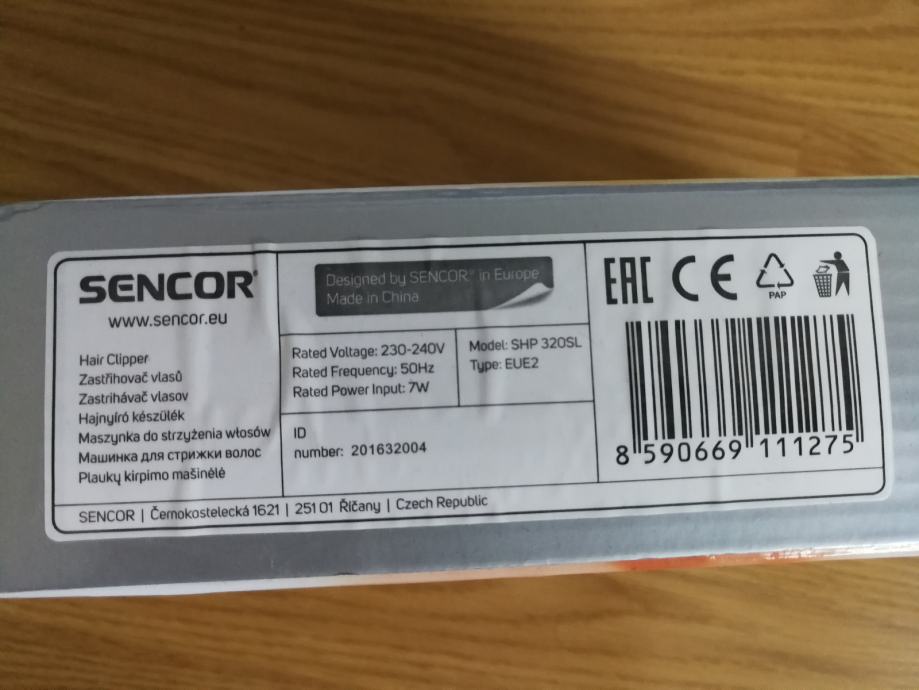 SENCOR®
www.sencor.eu
Hair Clipper
Zastřihovač vlasů
Zastrihávač vlasov
Hajnyíró készülék
Maszynka do strzyżenia włosów
Машинка для стрижки волос
Plaukų kirpimo mašinėlė
Designed by SENCOR® in Europe
Made in China
Rated Voltage: 230-240V
Rated Frequency: 50Hz
Rated Power Input: 7W
Model: SHP 320SL
Type: EUE2
ID
number: 201632004
EAC CE
PAP
8 590669 111275
SENCOR | Černokostelecká 1621 | 251 01 Říčany | Czech Republic